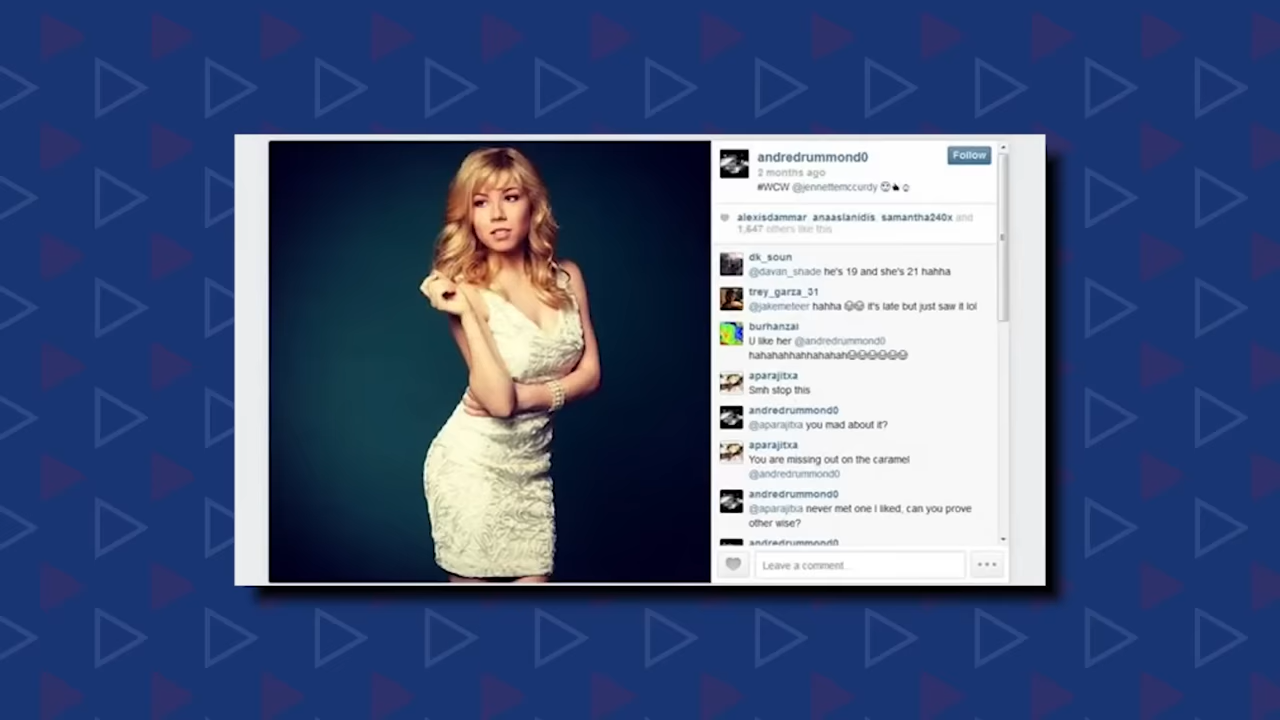 andredrummond0
Follow
2 months ago
#WCW @jennettemccurdy
alexisdammar anaaslanidis samantha240x and
1,647 others like this
dk_soun
@davan_shade he's 19 and she's 21 hahha
trey_garza_31
@jakemeteer hahha 😂😂 it's late but just saw it lol
burhanzai
U like her @andredrummond0
hahahahhahhahahah😂😂😂😂😂😂
aparajitxa
Smh stop this
andredrummond0
@aparajitxa you mad about it?
aparajitxa
You are missing out on the caramel
@andredrummond0
andredrummond0
@aparajitxa never met one I liked, can you prove
other wise?
andredrummond0
Leave a comment...